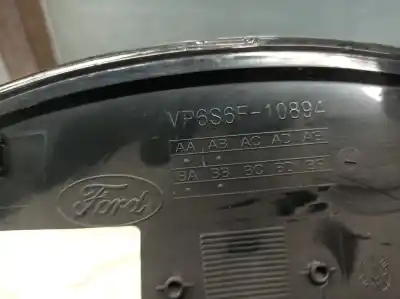 VP6S6F-10894
AA AB AC AD AE
BA BB BC BD BE
Ford